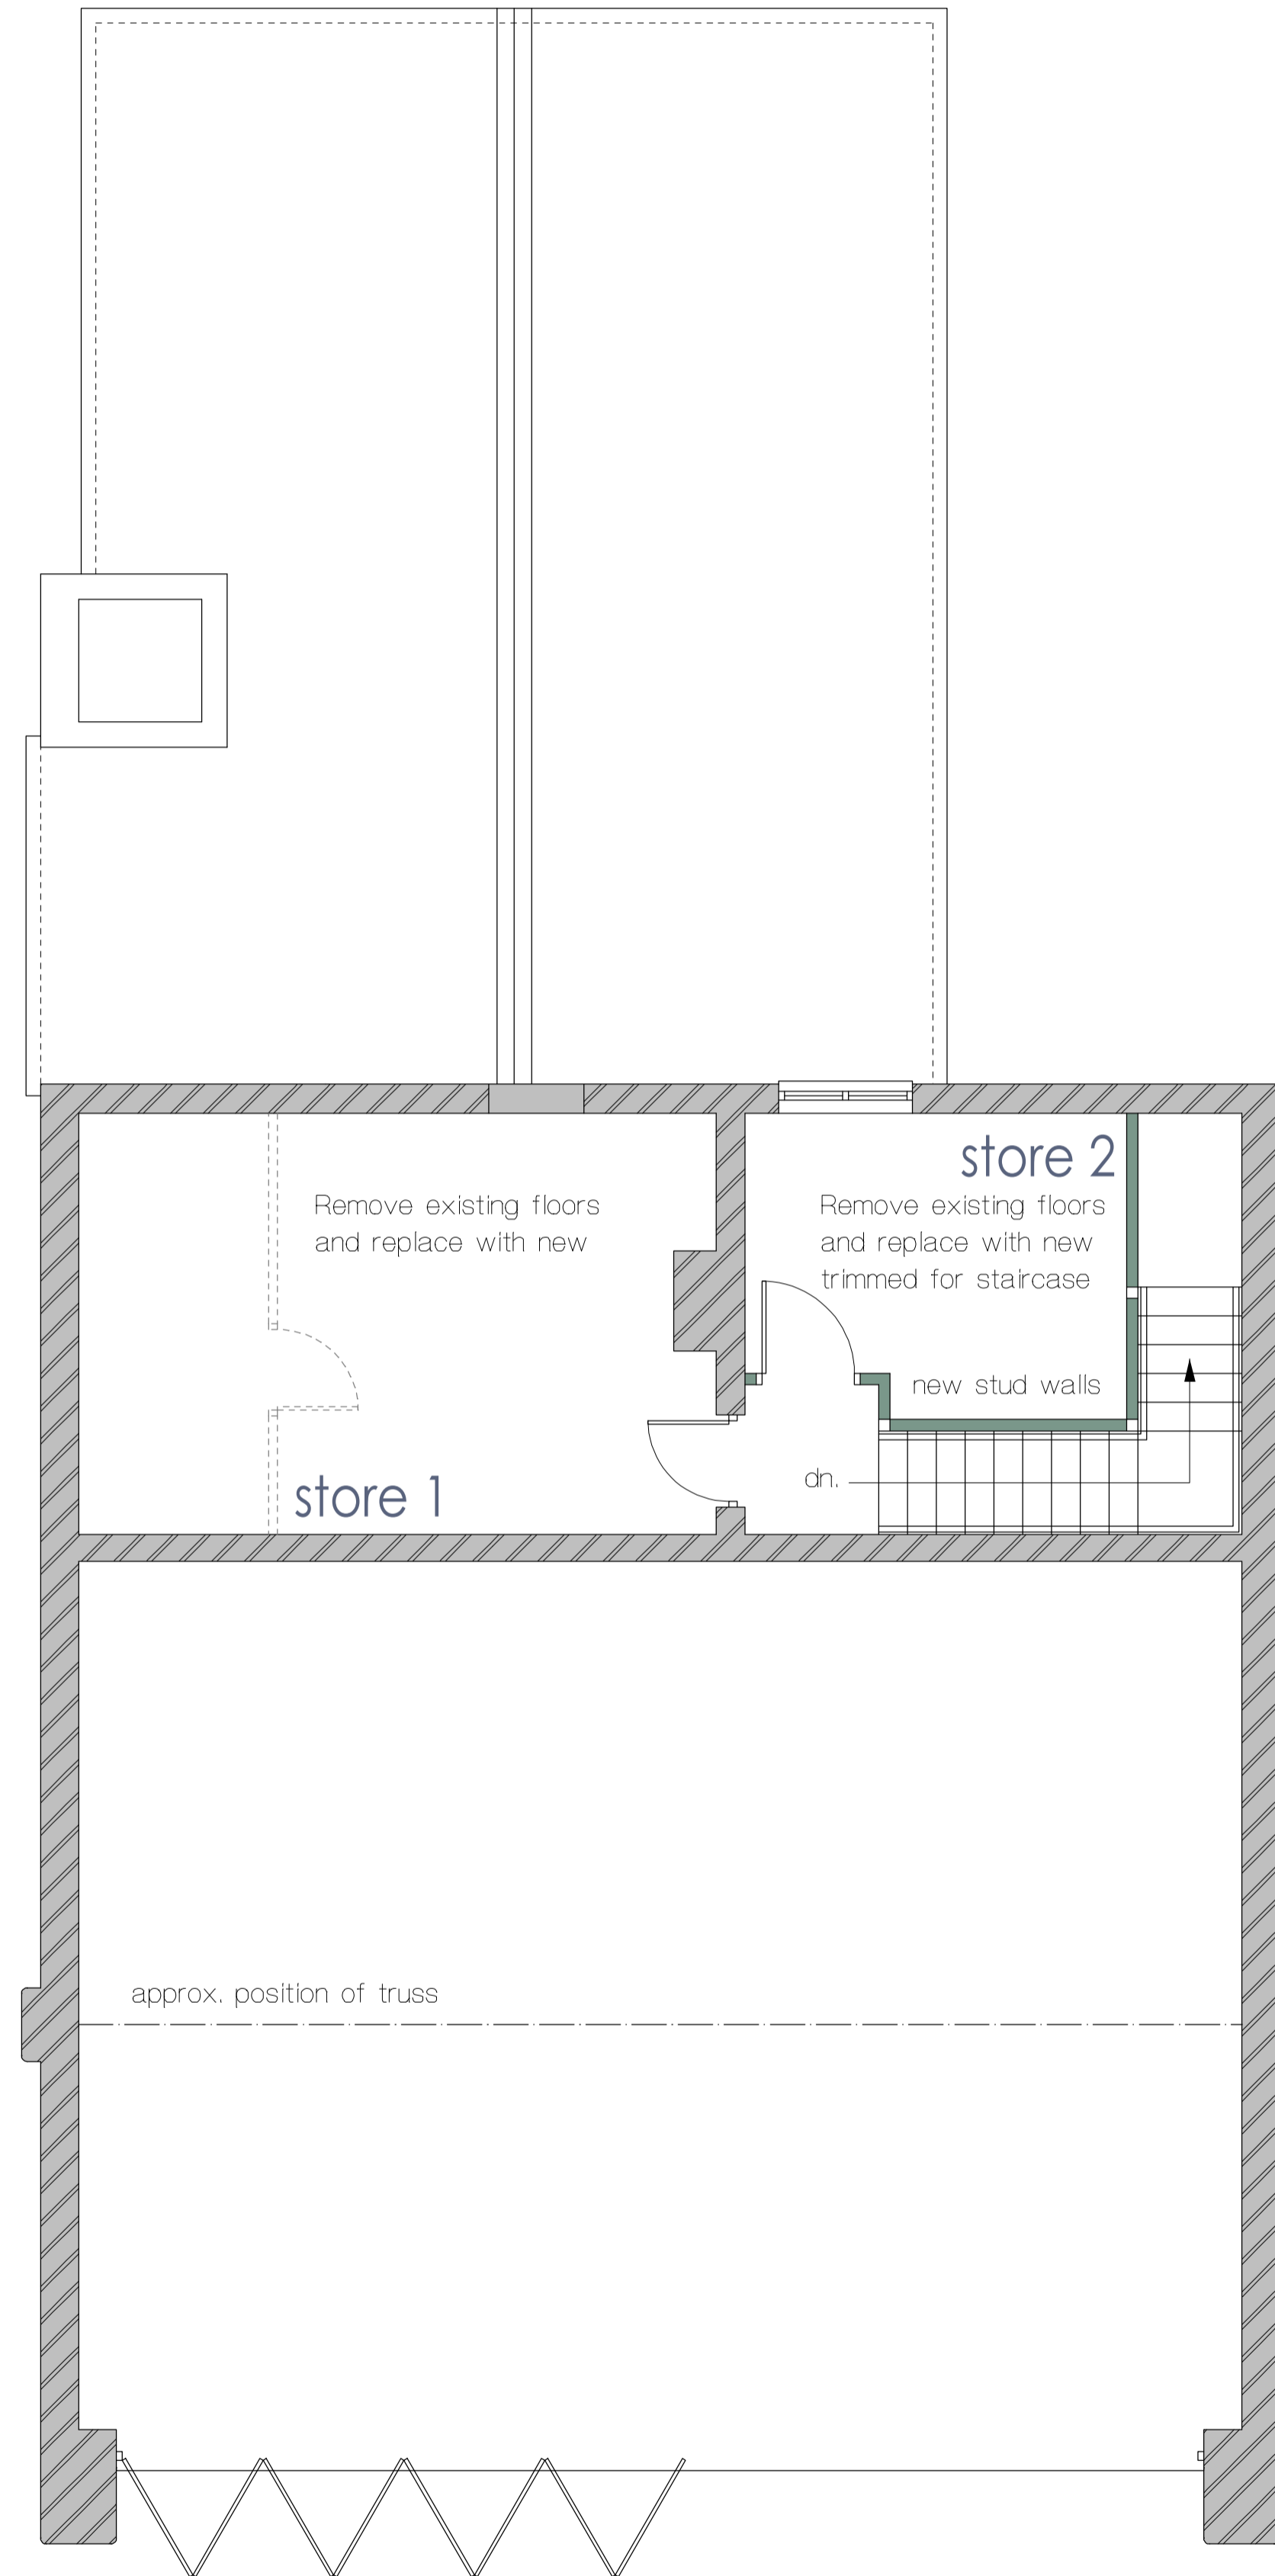 store 2
Remove existing floors
and replace with new
Remove existing floors
and replace with new
trimmed for staircase
new stud walls
dn.
store 1
approx. position of truss